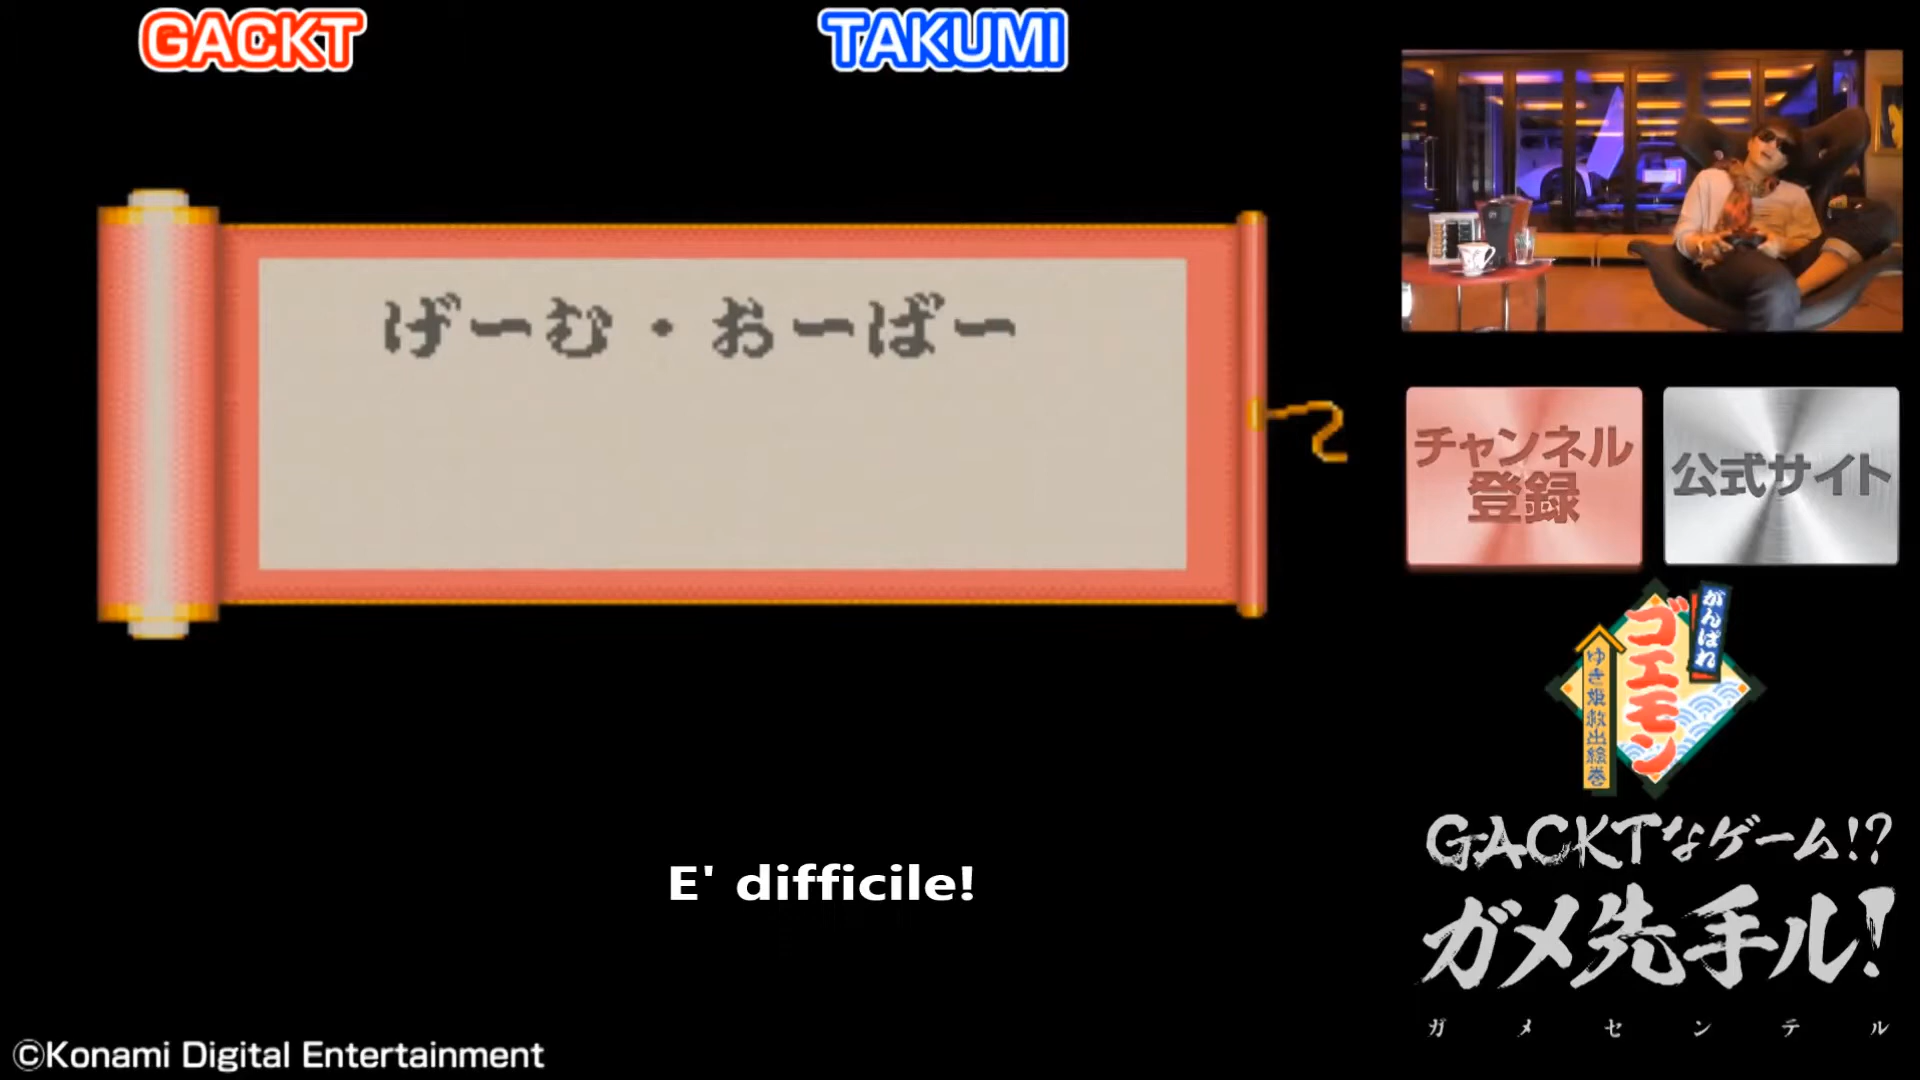 GACKT
TAKUMI
げーむ・おーばー
チャンネル
登録
公式サイト
がんばれ
ゴエモン
ゆき姫救出絵巻
E' difficile!
GACKTなゲーム!?
ガメ先手ル!
ガメセンテル
©Konami Digital Entertainment